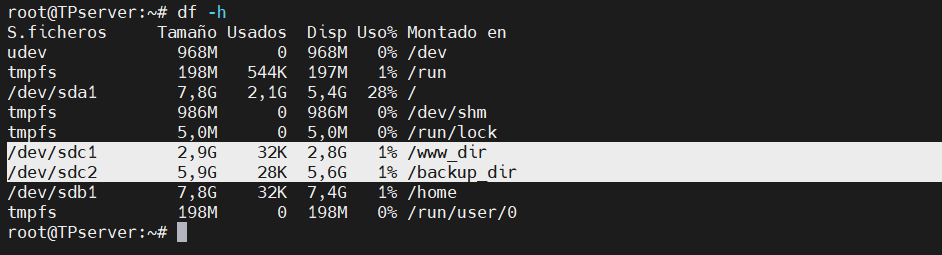 root@TPserver:~# df -h
S.ficheros     Tamaño Usados  Disp Uso% Montado en
udev             968M      0  968M   0% /dev
tmpfs            198M   544K  197M   1% /run
/dev/sda1        7,8G   2,1G  5,4G  28% /
tmpfs            986M      0  986M   0% /dev/shm
tmpfs            5,0M      0  5,0M   0% /run/lock
/dev/sdc1        2,9G    32K  2,8G   1% /www_dir
/dev/sdc2        5,9G    28K  5,6G   1% /backup_dir
/dev/sdb1        7,8G    32K  7,4G   1% /home
tmpfs            198M      0  198M   0% /run/user/0
root@TPserver:~#